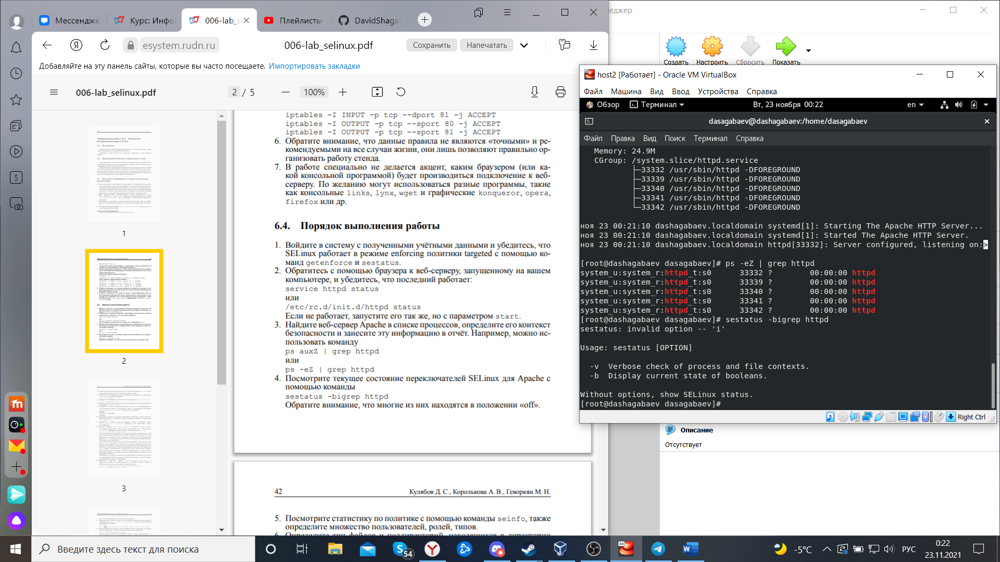 Мессендже
Курс: Инфо
006-lab_s
Плейлисты
DavidShaga
неджер
esystem.rudn.ru
006-lab_selinux.pdf
Сохранить
Напечатать
Добавляйте на эту панель сайты, которые вы часто посещаете. Импортировать закладки
006-lab_selinux.pdf
2 / 5
100%
1
2
3
5
iptables -I INPUT -p tcp --dport 81 -j ACCEPT
iptables -I OUTPUT -p tcp --sport 80 -j ACCEPT
iptables -I OUTPUT -p tcp --sport 81 -j ACCEPT
6. Обратите внимание, что данные правила не являются «точными» и ре-
комендуемыми на все случаи жизни, они лишь позволяют правильно ор-
ганизовать работу стенда.
7. В работе специально не делается акцент, каким браузером (или ка-
кой консольной программой) будет производиться подключение к веб-
серверу. По желанию могут использоваться разные программы, такие
как консольные links, lynx, wget и графические konqueror, opera,
firefox или др.
6.4. Порядок выполнения работы
1. Войдите в систему с полученными учётными данными и убедитесь, что
SELinux работает в режиме enforcing политики targeted с помощью ко-
манд getenforce и sestatus.
2. Обратитесь с помощью браузера к веб-серверу, запущенному на вашем
компьютере, и убедитесь, что последний работает:
service httpd status
или
/etc/rc.d/init.d/httpd status
Если не работает, запустите его так же, но с параметром start.
3. Найдите веб-сервер Apache в списке процессов, определите его контекст
безопасности и занесите эту информацию в отчёт. Например, можно ис-
пользовать команду
ps auxZ | grep httpd
или
ps -eZ | grep httpd
4. Посмотрите текущее состояние переключателей SELinux для Apache с
помощью команды
sestatus -bigrep httpd
Обратите внимание, что многие из них находятся в положении «off».
42
Кулябов Д. С., Королькова А. В., Геворкян М. Н.
5. Посмотрите статистику по политике с помощью команды seinfo, также
определите множество пользователей, ролей, типов.
6. Определите тип файлов и поддиректорий, находящихся в директории
Создать
Настроить
Сбросить
Показать
host2 [Работает] - Oracle VM VirtualBox
Файл Машина Вид Ввод Устройства Справка
Обзор
Терминал
Вт, 23 ноября 00:22
en
dasagabaev@dashagabaev:/home/dasagabaev
Файл Правка Вид Поиск Терминал Справка
Memory: 24.9M
CGroup: /system.slice/httpd.service
├─33332 /usr/sbin/httpd -DFOREGROUND
├─33339 /usr/sbin/httpd -DFOREGROUND
├─33340 /usr/sbin/httpd -DFOREGROUND
├─33341 /usr/sbin/httpd -DFOREGROUND
└─33342 /usr/sbin/httpd -DFOREGROUND
ноя 23 00:21:10 dashagabaev.localdomain systemd[1]: Starting The Apache HTTP Server...
ноя 23 00:21:10 dashagabaev.localdomain systemd[1]: Started The Apache HTTP Server.
ноя 23 00:21:10 dashagabaev.localdomain httpd[33332]: Server configured, listening on:>
[root@dashagabaev dasagabaev]# ps -eZ | grep httpd
system_u:system_r:httpd_t:s0 33332 ? 00:00:00 httpd
system_u:system_r:httpd_t:s0 33339 ? 00:00:00 httpd
system_u:system_r:httpd_t:s0 33340 ? 00:00:00 httpd
system_u:system_r:httpd_t:s0 33341 ? 00:00:00 httpd
system_u:system_r:httpd_t:s0 33342 ? 00:00:00 httpd
[root@dashagabaev dasagabaev]# sestatus -bigrep httpd
sestatus: invalid option -- 'i'
Usage: sestatus [OPTION]
-v Verbose check of process and file contexts.
-b Display current state of booleans.
Without options, show SELinux status.
[root@dashagabaev dasagabaev]#
Right Ctrl
Описание
Отсутствует
Введите здесь текст для поиска
54
-5°C
РУС
0:22
23.11.2021